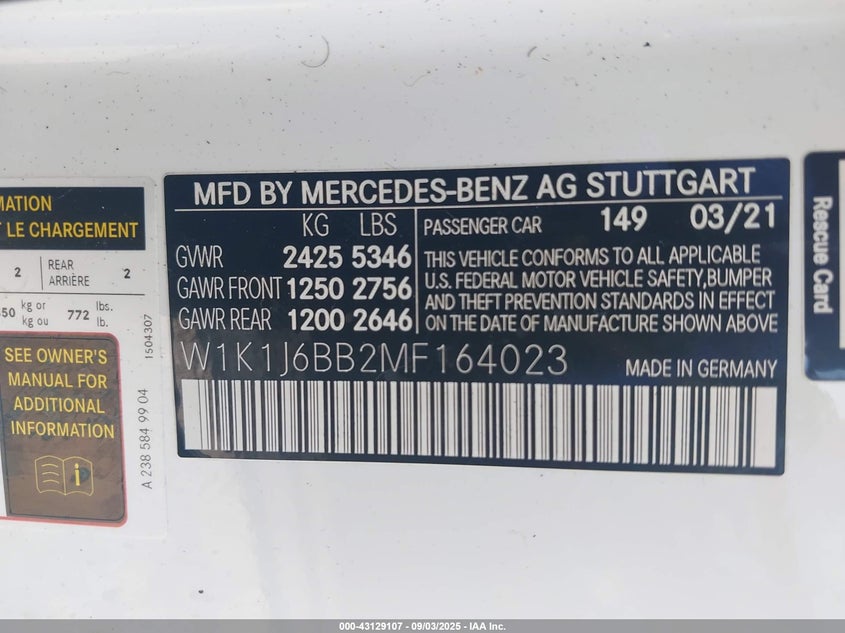 MATION
T LE CHARGEMENT
2 REAR ARRIÈRE 2
kg or kg ou 772 lbs. lb.
SEE OWNER'S
MANUAL FOR
ADDITIONAL
INFORMATION
i
1504307
A 238 584 99 04
MFD BY MERCEDES-BENZ AG STUTTGART
KG LBS
GVWR 2425 5346
GAWR FRONT 1250 2756
GAWR REAR 1200 2646
PASSENGER CAR 149 03/21
THIS VEHICLE CONFORMS TO ALL APPLICABLE
U.S. FEDERAL MOTOR VEHICLE SAFETY, BUMPER
AND THEFT PREVENTION STANDARDS IN EFFECT
ON THE DATE OF MANUFACTURE SHOWN ABOVE
W1K1J6BB2MF164023 MADE IN GERMANY
Rescue Card
000-43129107 - 09/03/2025 - IAA Inc.